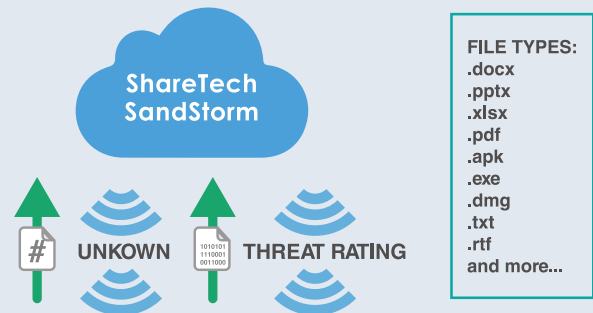 ShareTech
SandStorm
#
UNKOWN
1010101
1110001
0011000
THREAT RATING
FILE TYPES:
.docx
.pptx
.xlsx
.pdf
.apk
.exe
.dmg
.txt
.rtf
and more...